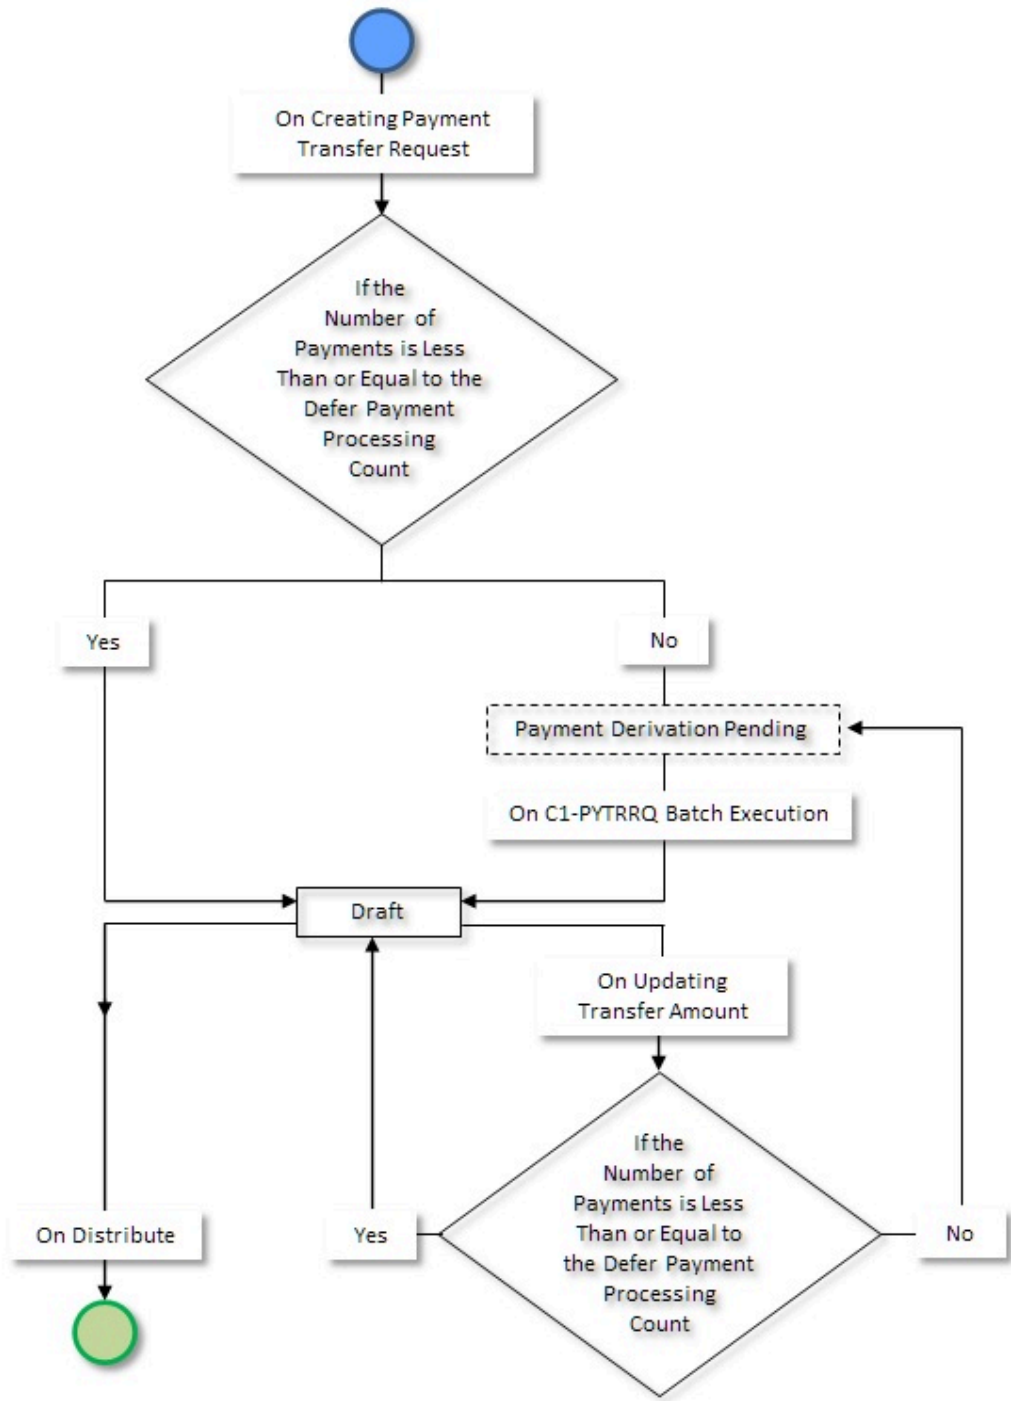 On Creating Payment
Transfer Request
If the
Number of
Payments is Less
Than or Equal to the
Defer Payment
Processing
Count
Yes
No
Payment Derivation Pending
On C1-PYTRRQ Batch Execution
Draft
On Updating
Transfer Amount
If the
Number of
Payments is Less
Than or Equal to
the Defer Payment
Processing
Count
On Distribute
Yes
No